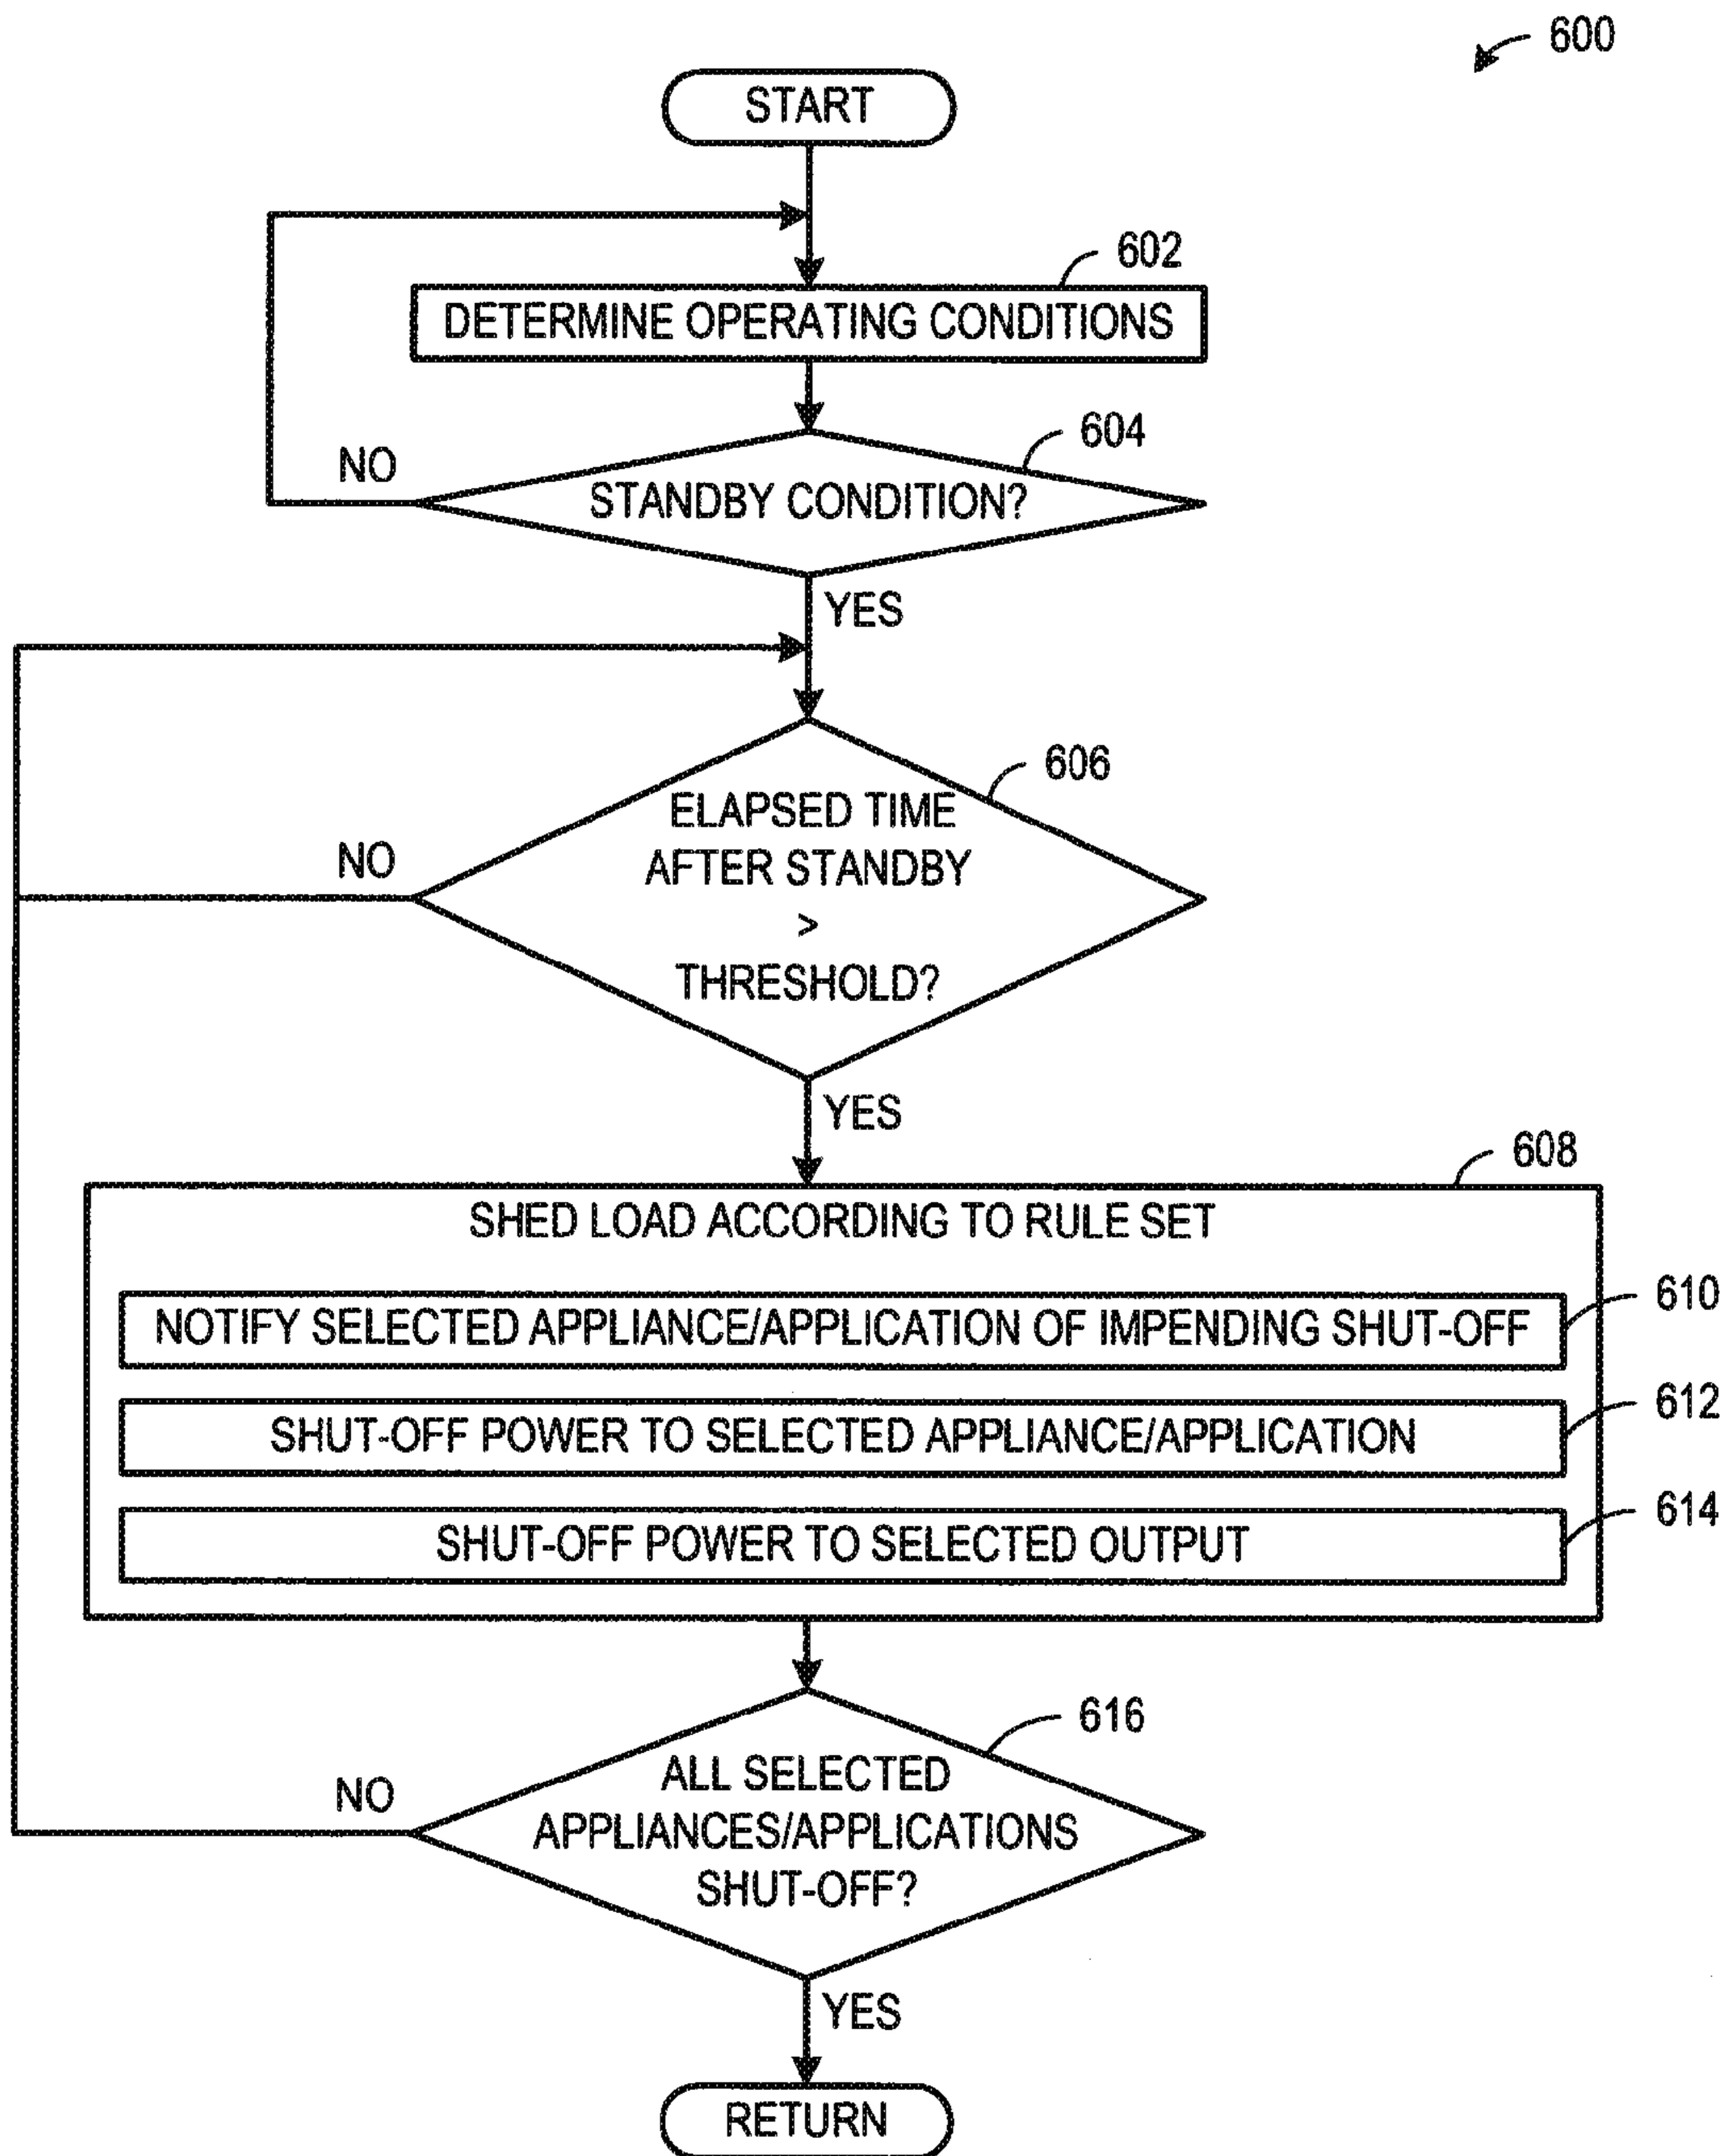 600
START
602
DETERMINE OPERATING CONDITIONS
604
NO
STANDBY CONDITION?
YES
606
ELAPSED TIME
NO
AFTER STANDBY
>
THRESHOLD?
YES
608
SHED LOAD ACCORDING TO RULE SET
610
NOTIFY SELECTED APPLIANCE/APPLICATION OF IMPENDING SHUT-OFF
612
SHUT-OFF POWER TO SELECTED APPLIANCE/APPLICATION
614
SHUT-OFF POWER TO SELECTED OUTPUT
616
ALL SELECTED
NO
APPLIANCES/APPLICATIONS
SHUT-OFF?
YES
RETURN